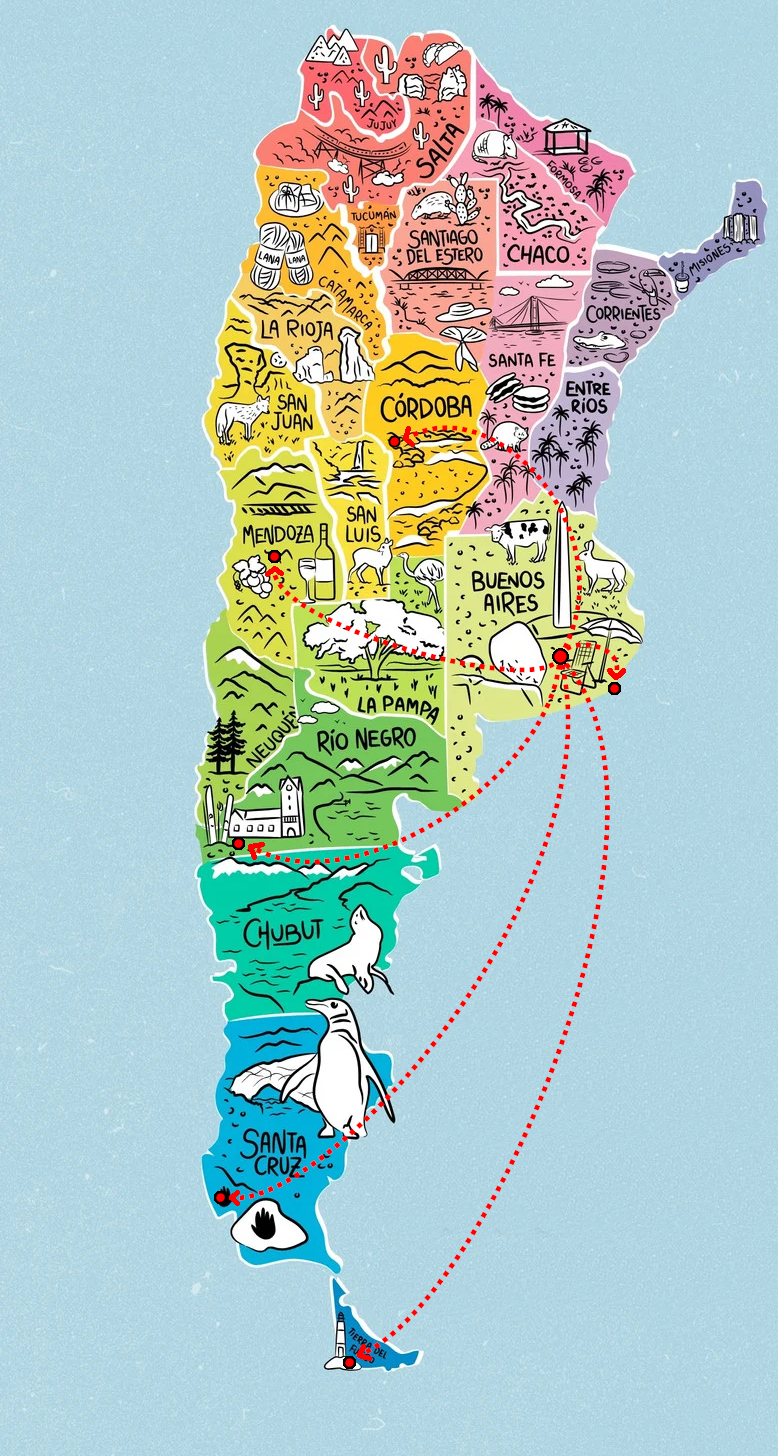 JUJUY
SALTA
FORMOSA
TUCUMÁN
SANTIAGO
DEL ESTERO
CHACO
MISIONES
LANA
LANA
CATAMARCA
CORRIENTES
LA RIOJA
SANTA FE
SAN
JUAN
CÓRDOBA
ENTRE
RÍOS
MENDOZA
SAN
LUIS
BUENOS
AIRES
LA PAMPA
NEUQUÉN
RÍO NEGRO
CHUBUT
SANTA
CRUZ
TIERRA DEL